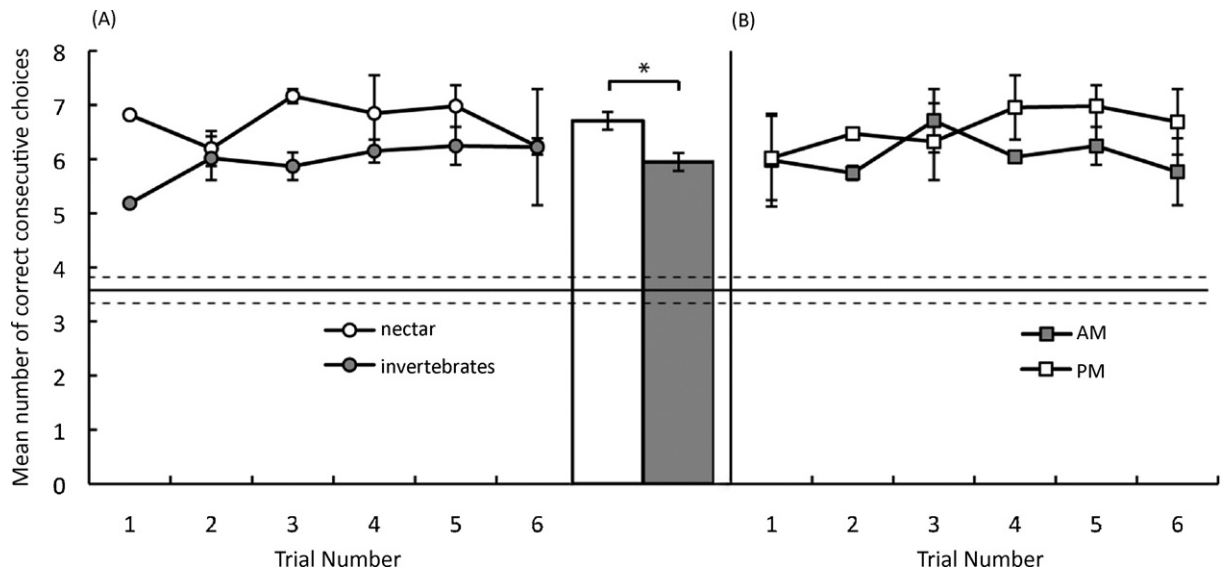 (A)
(B)
Mean number of correct consecutive choices
8
7
6
5
4
3
2
1
0
*
nectar
invertebrates
AM
PM
1 2 3 4 5 6
1 2 3 4 5 6
Trial Number
Trial Number